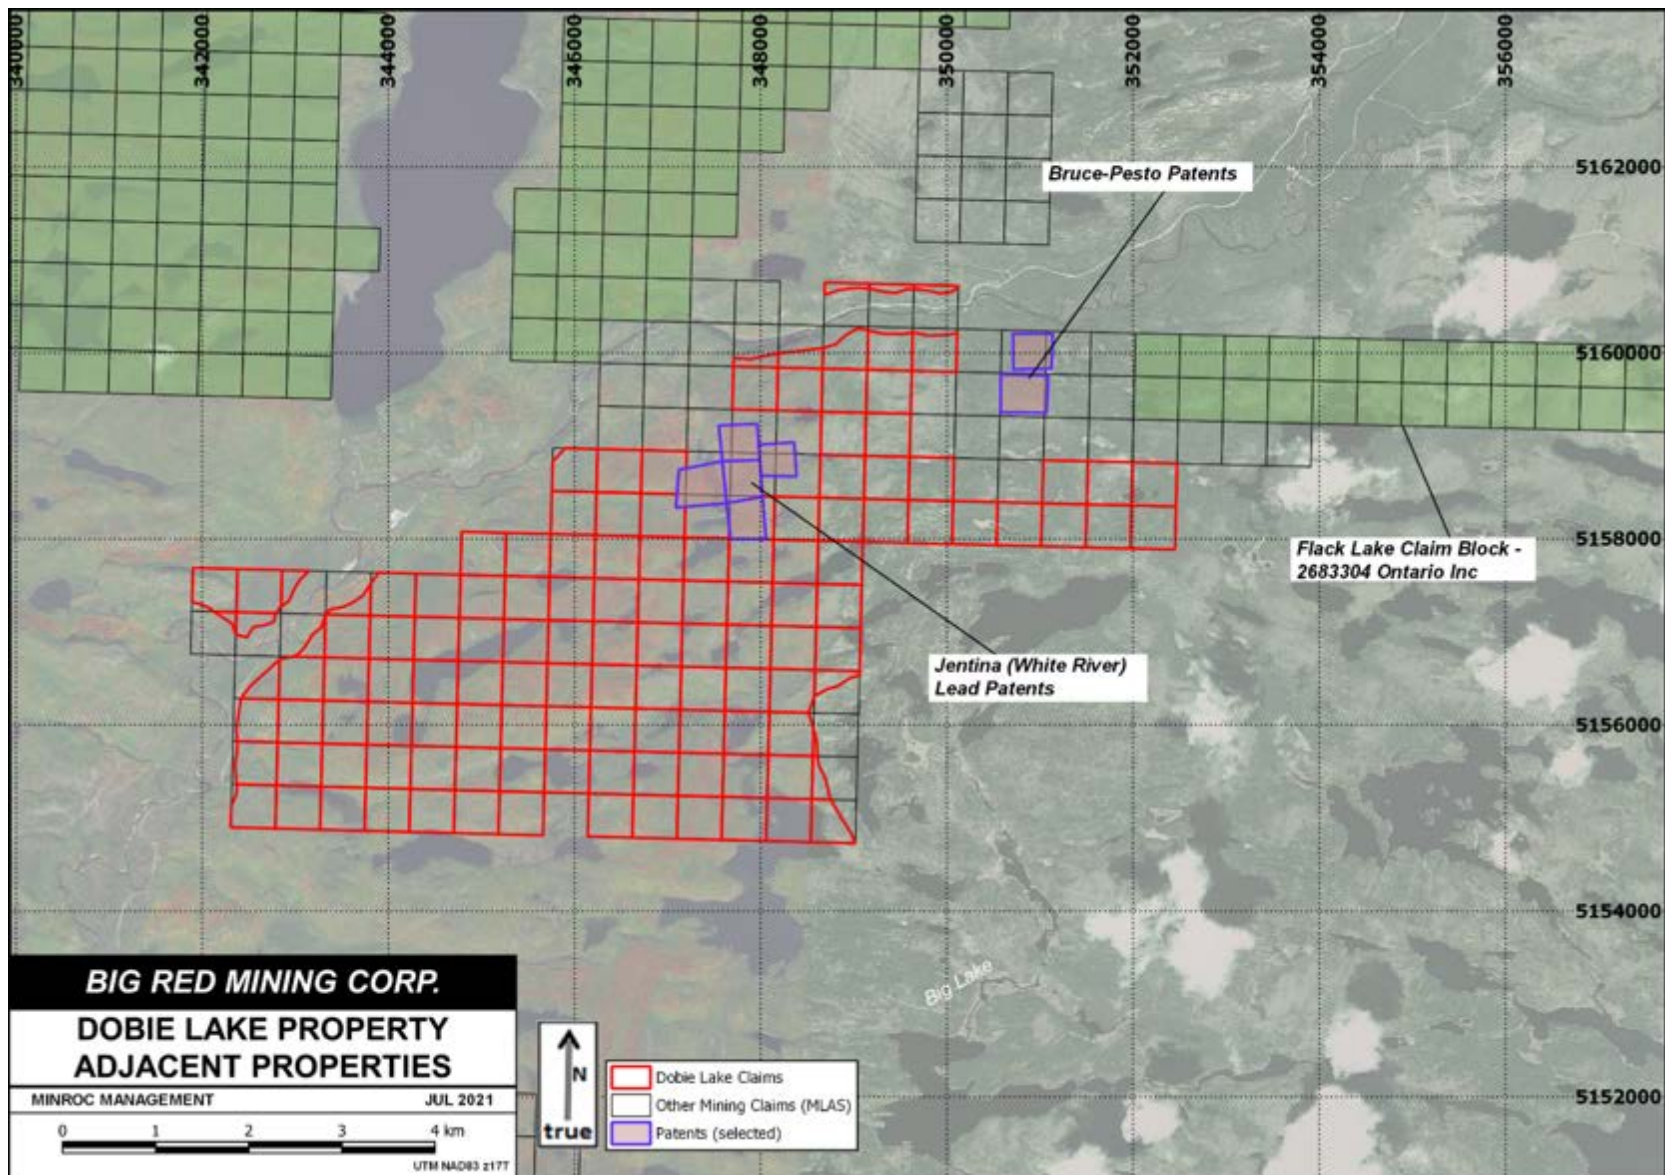 340000
342000
344000
346000
348000
350000
352000
354000
356000
5162000
Bruce-Pesto Patents
5160000
5158000
Flack Lake Claim Block -
2683304 Ontario Inc
Jentina (White River)
Lead Patents
5156000
5154000
Big Lake
5152000
BIG RED MINING CORP.
DOBIE LAKE PROPERTY
ADJACENT PROPERTIES
MINROC MANAGEMENT JUL 2021
0 1 2 3 4 km
UTM NAD83 z17T
N
true
Dobie Lake Claims
Other Mining Claims (MLAS)
Patents (selected)